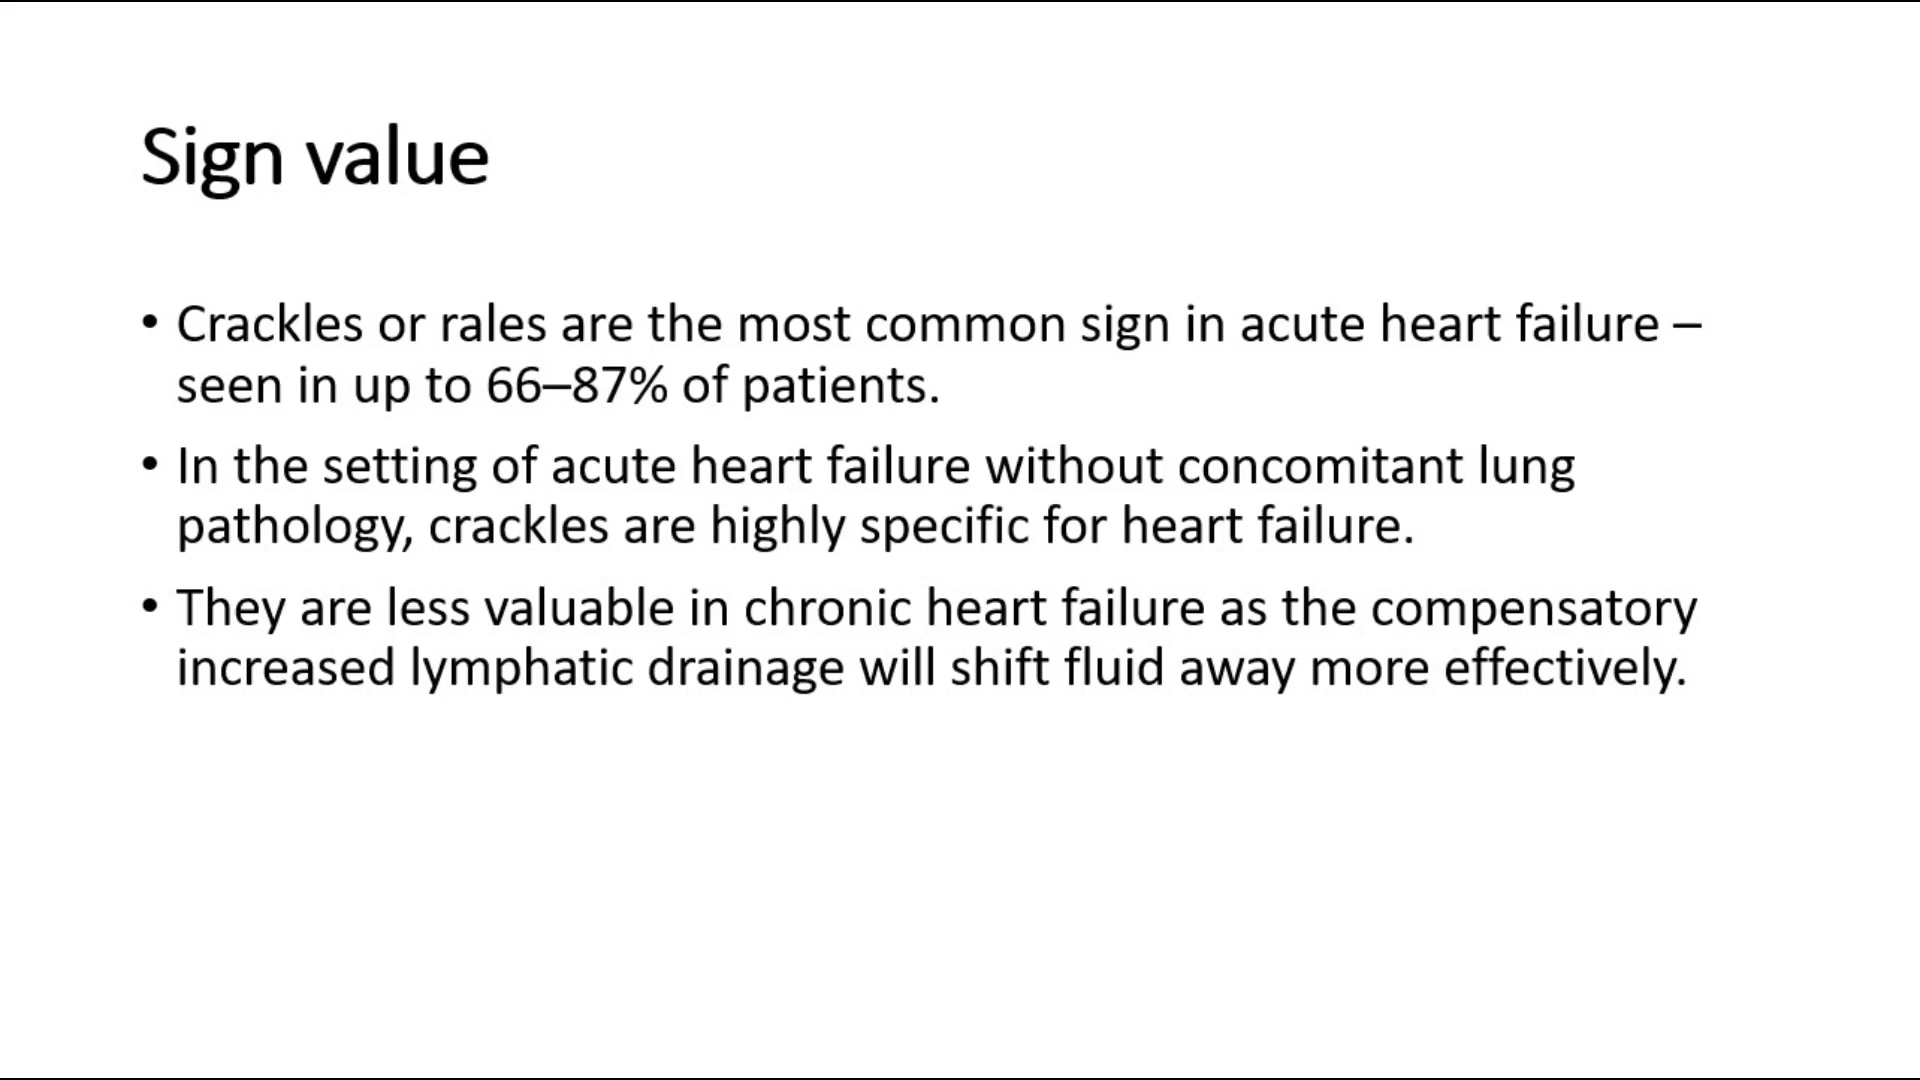 Sign value
• Crackles or rales are the most common sign in acute heart failure –
seen in up to 66–87% of patients.
• In the setting of acute heart failure without concomitant lung
pathology, crackles are highly specific for heart failure.
• They are less valuable in chronic heart failure as the compensatory
increased lymphatic drainage will shift fluid away more effectively.